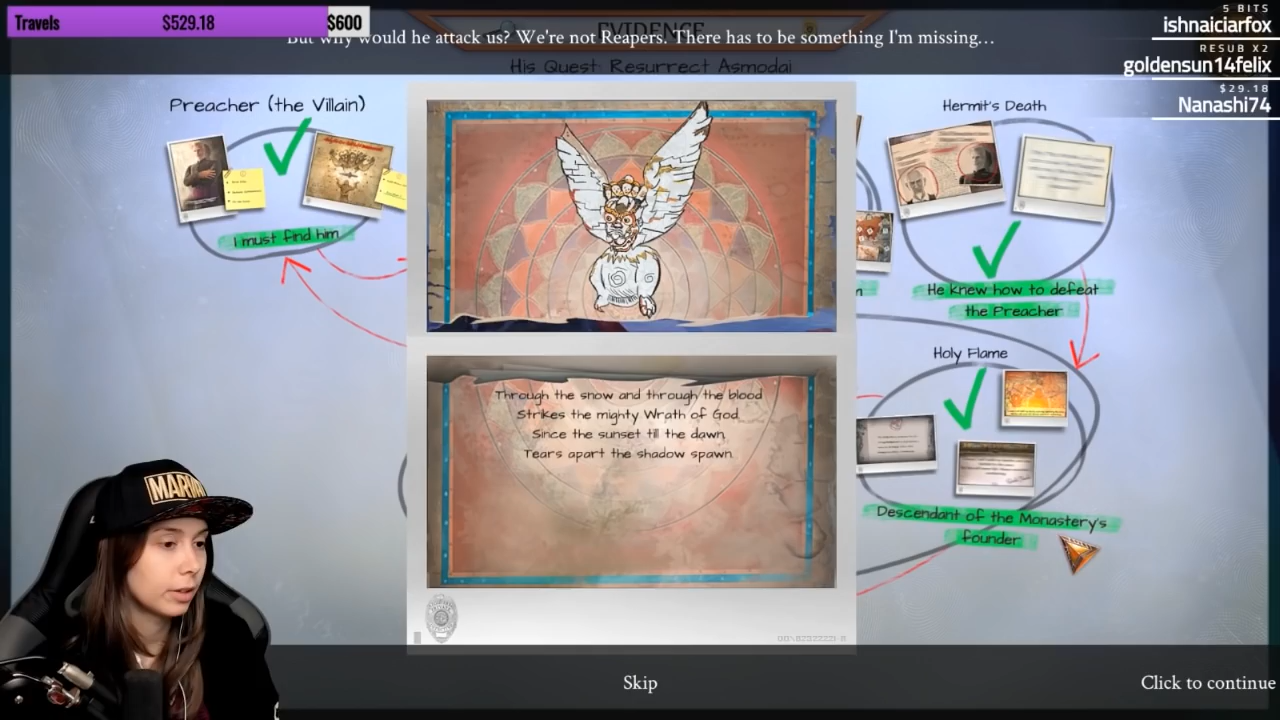 Travels $529.18 $600
EVIDENCE
But why would he attack us? We're not Reapers. There has to be something I'm missing...
His Quest: Resurrect Asmodai
5 BITS
ishnaiciarfox
RESUB X2
goldensun14felix
$29.18
Nanashi74
Preacher (the Villain)
I must find him
Hermit's Death
He knew how to defeat
the Preacher
Holy Flame
Descendant of the Monastery's
founder
Through the snow and through the blood
Strikes the mighty Wrath of God.
Since the sunset till the dawn,
Tears apart the shadow spawn.
MARV
Skip
Click to continue